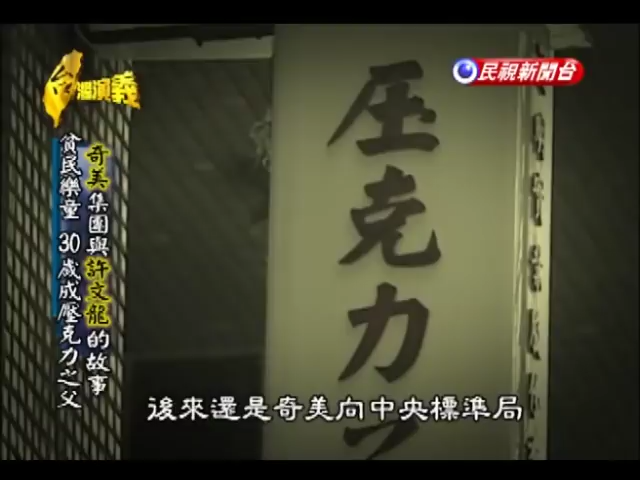 台灣演義
民視新聞台
奇美集團與許文龍的故事
貧民樂童 30歲成壓克力之父
压克力
後來還是奇美向中央標準局